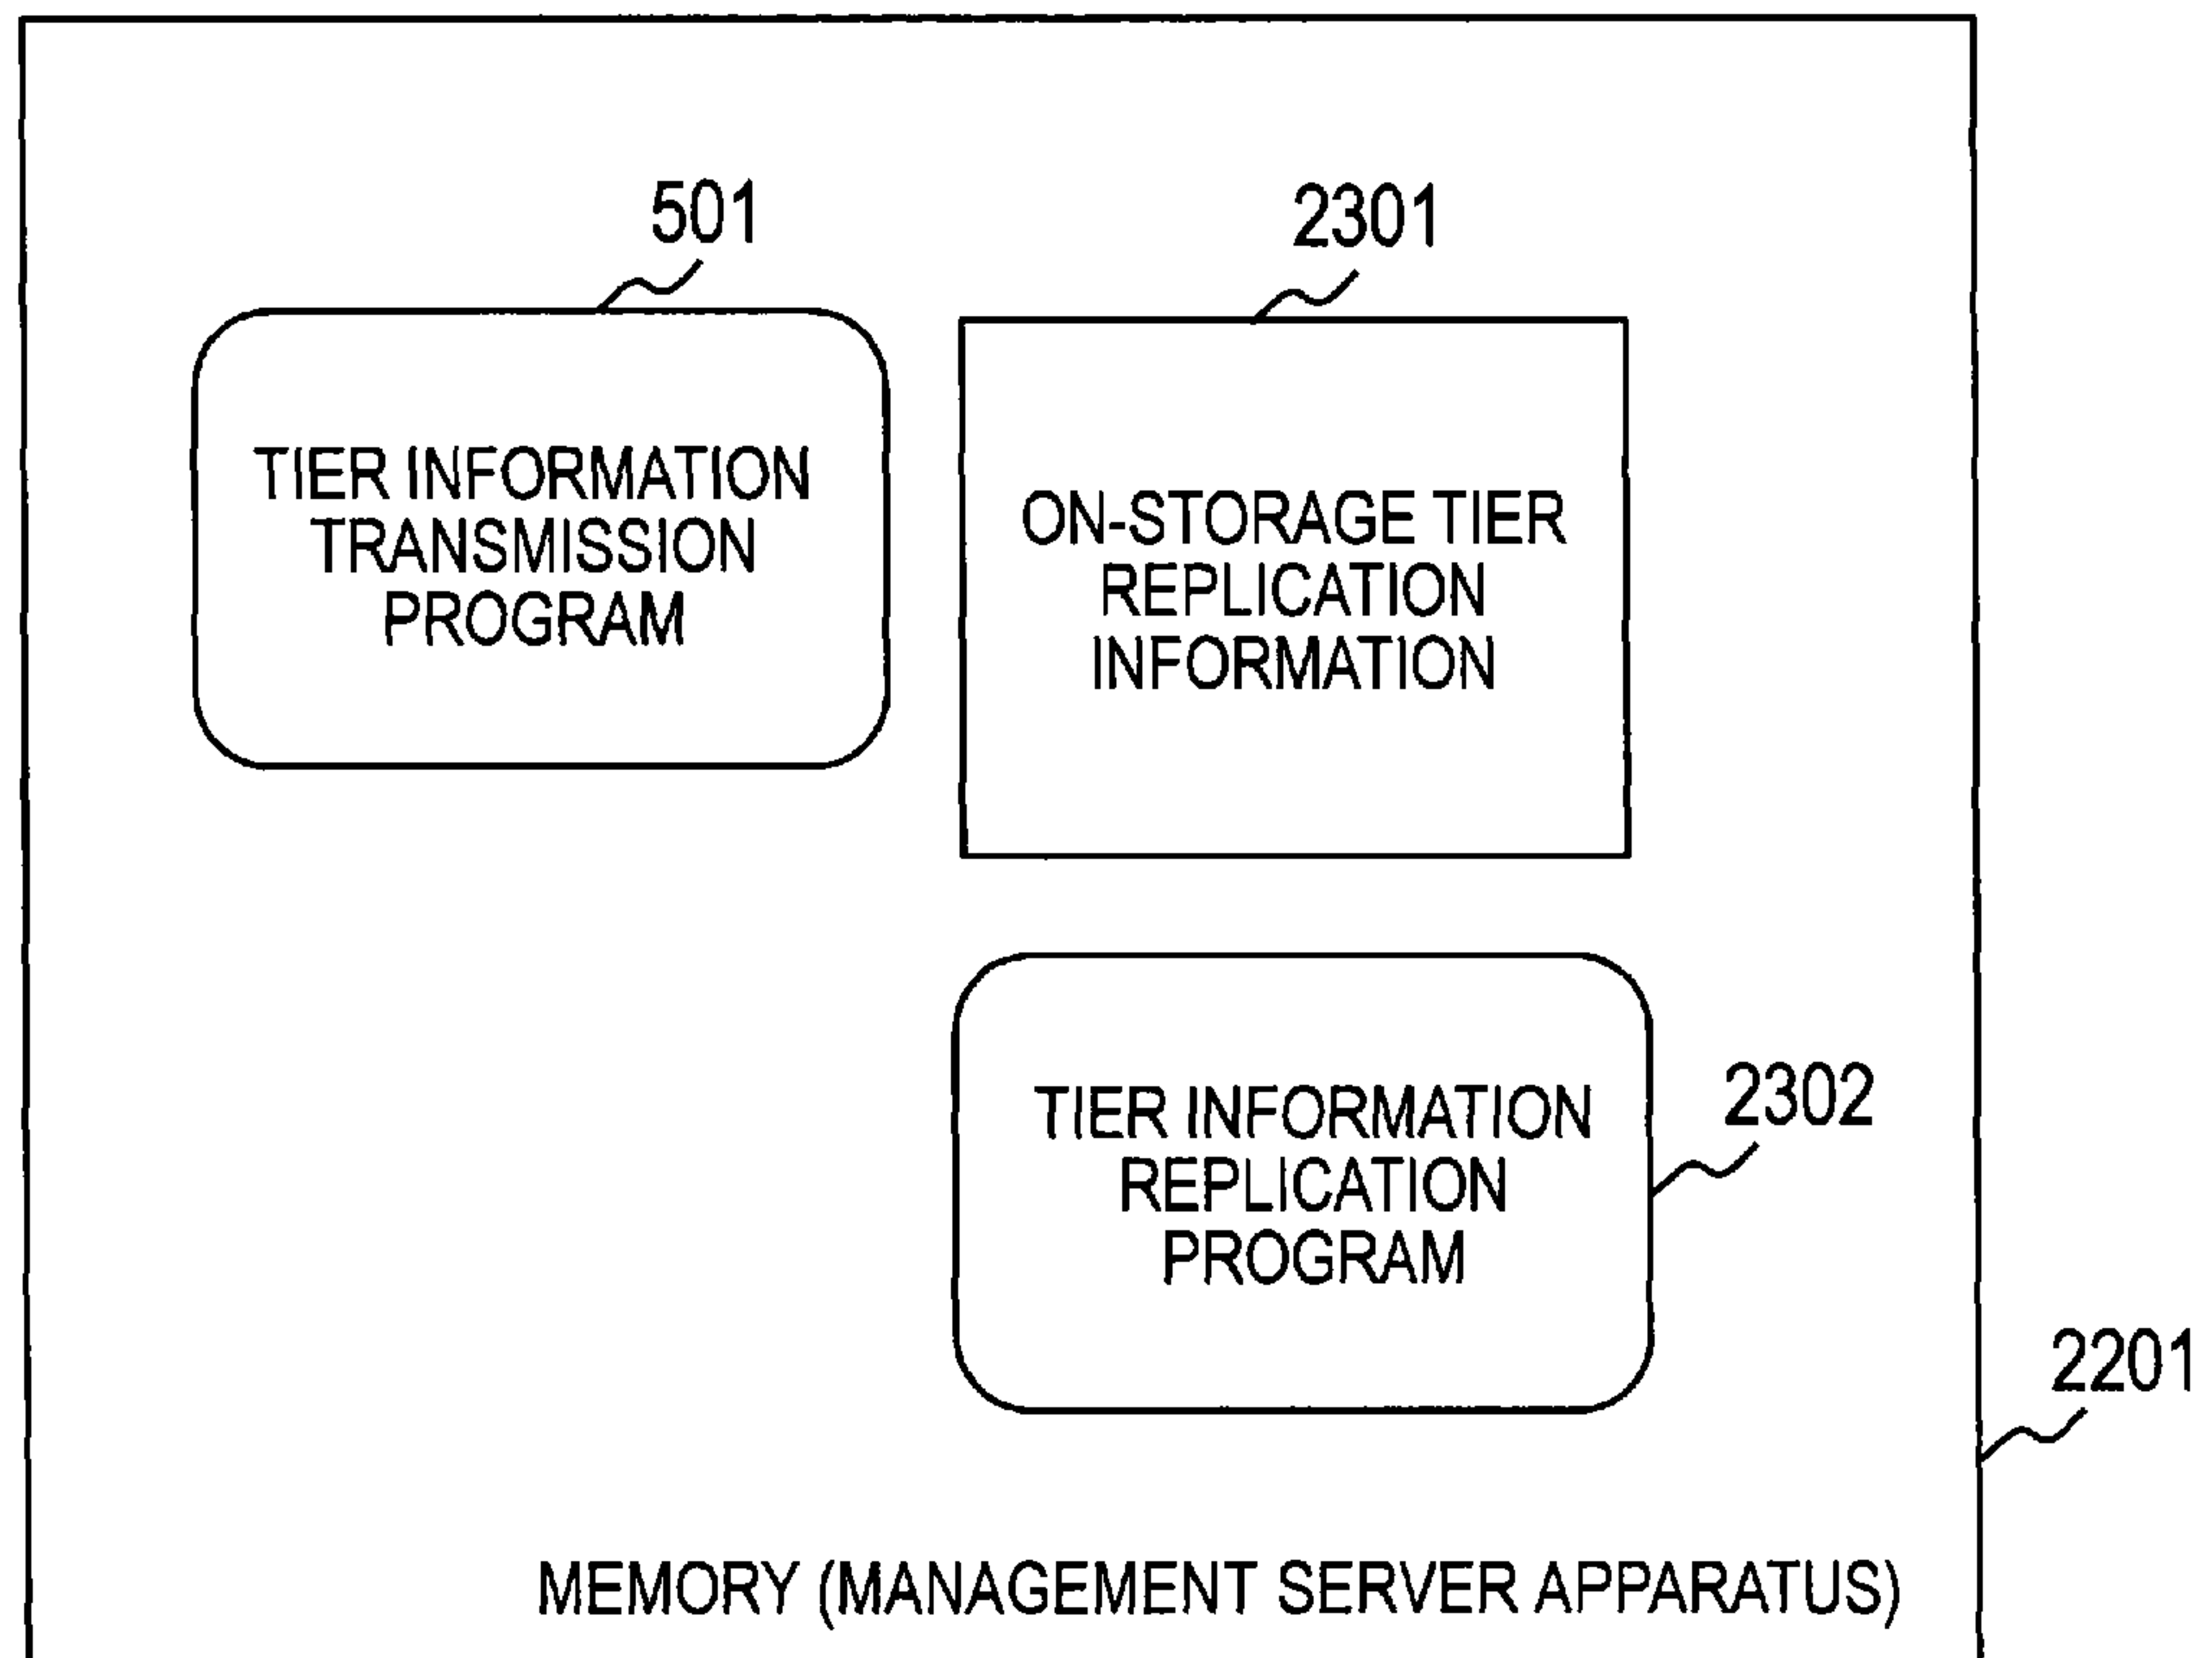 501
2301
TIER INFORMATION
TRANSMISSION
PROGRAM
ON-STORAGE TIER
REPLICATION
INFORMATION
TIER INFORMATION
REPLICATION
PROGRAM
2302
2201
MEMORY (MANAGEMENT SERVER APPARATUS)